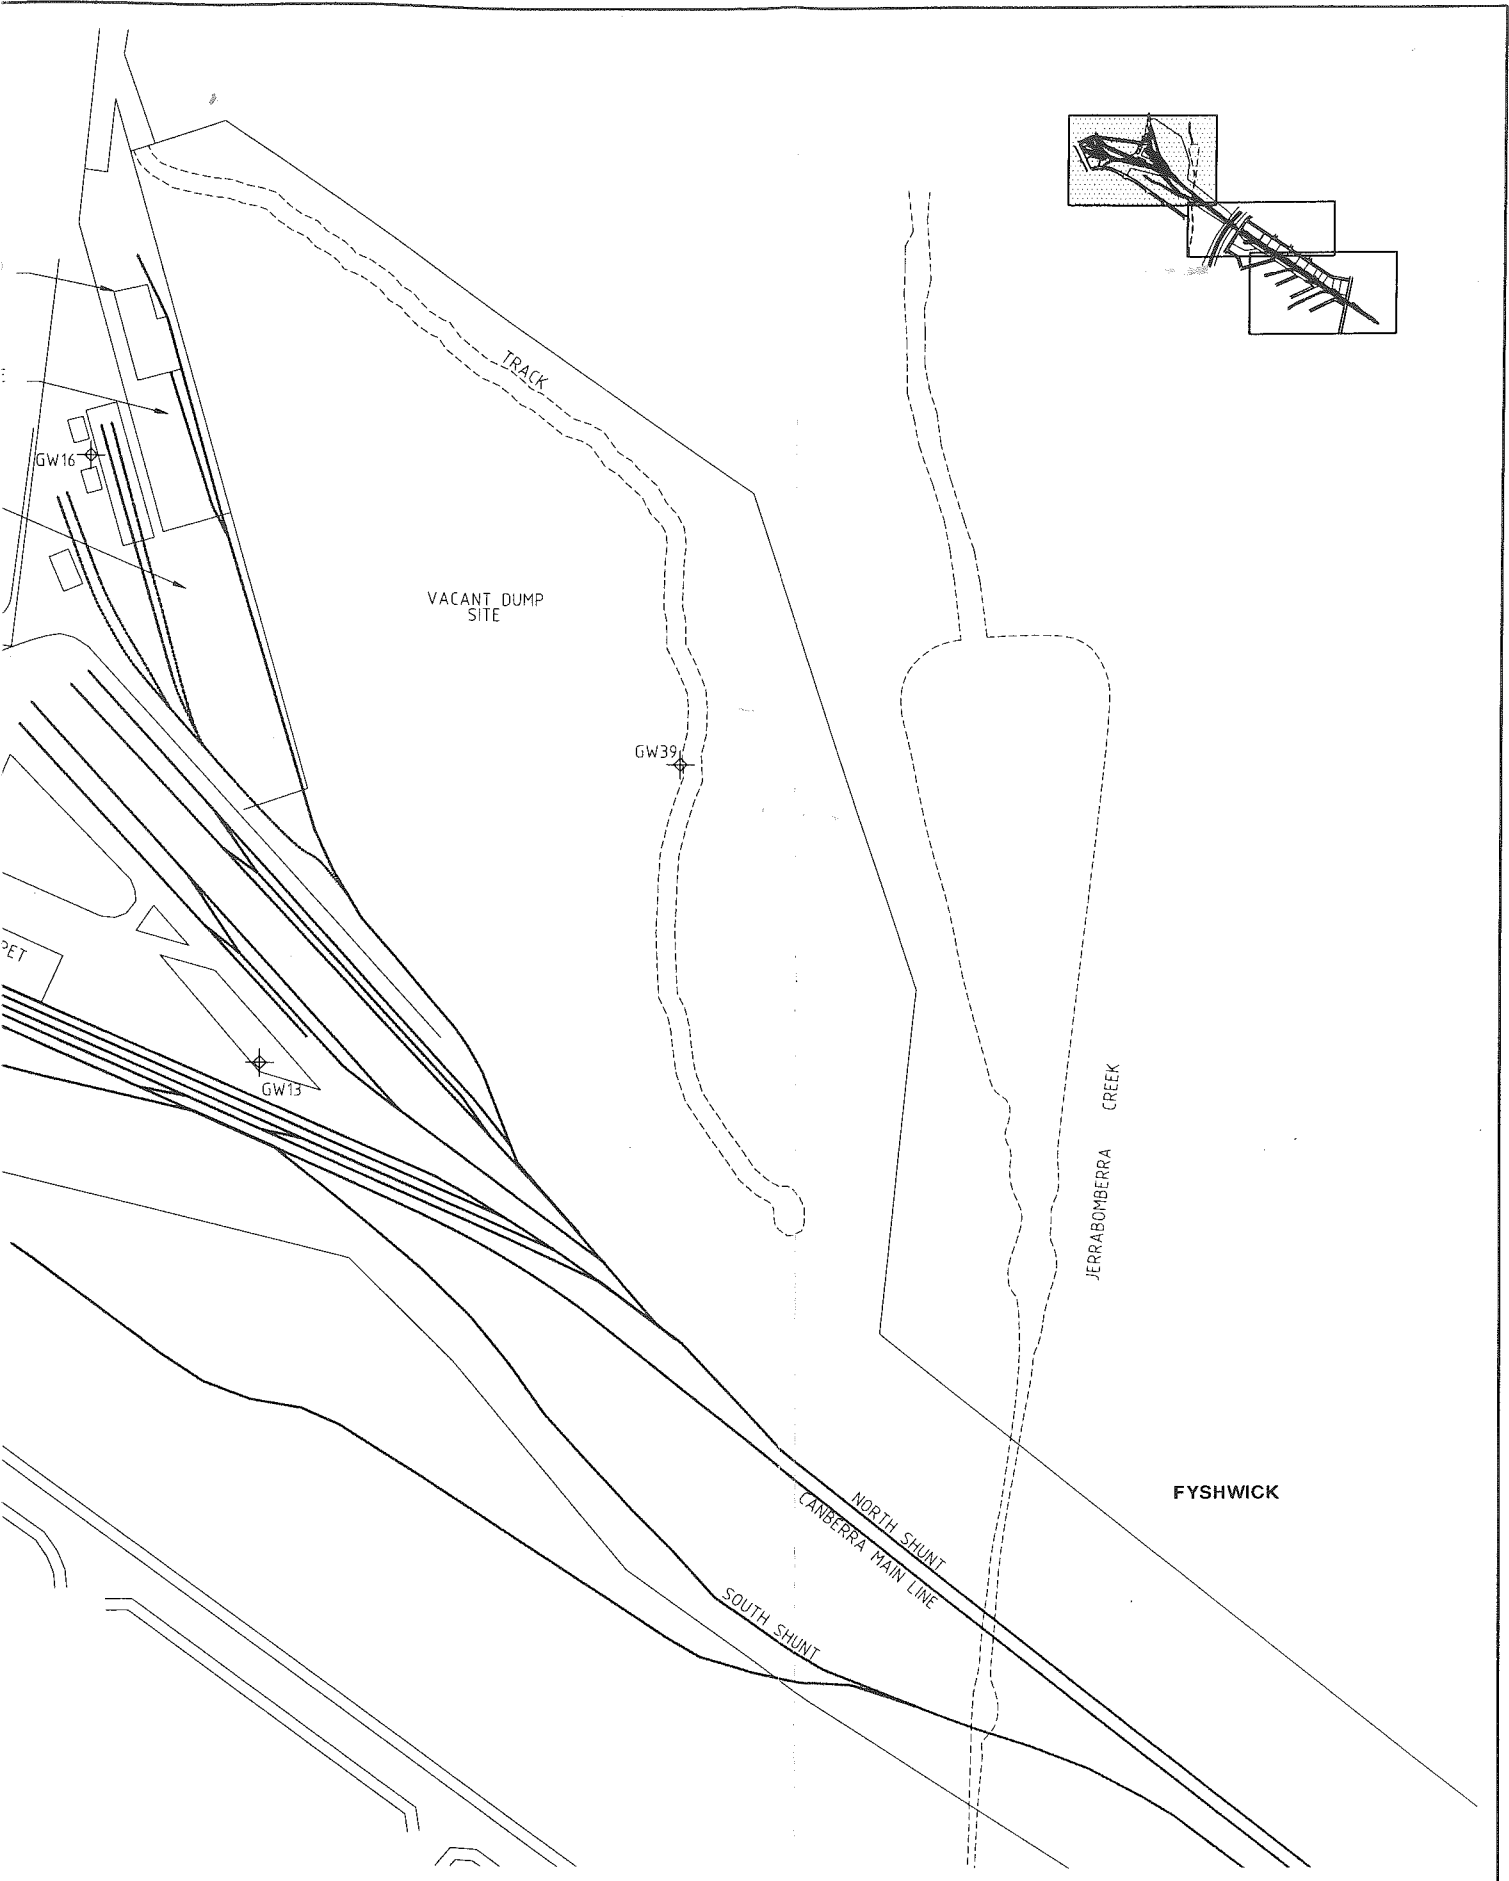 TRACK
GW16
VACANT DUMP
SITE
GW39
PET
GW13
JERRABOMBERRA CREEK
FYSHWICK
NORTH SHUNT
CANBERRA MAIN LINE
SOUTH SHUNT